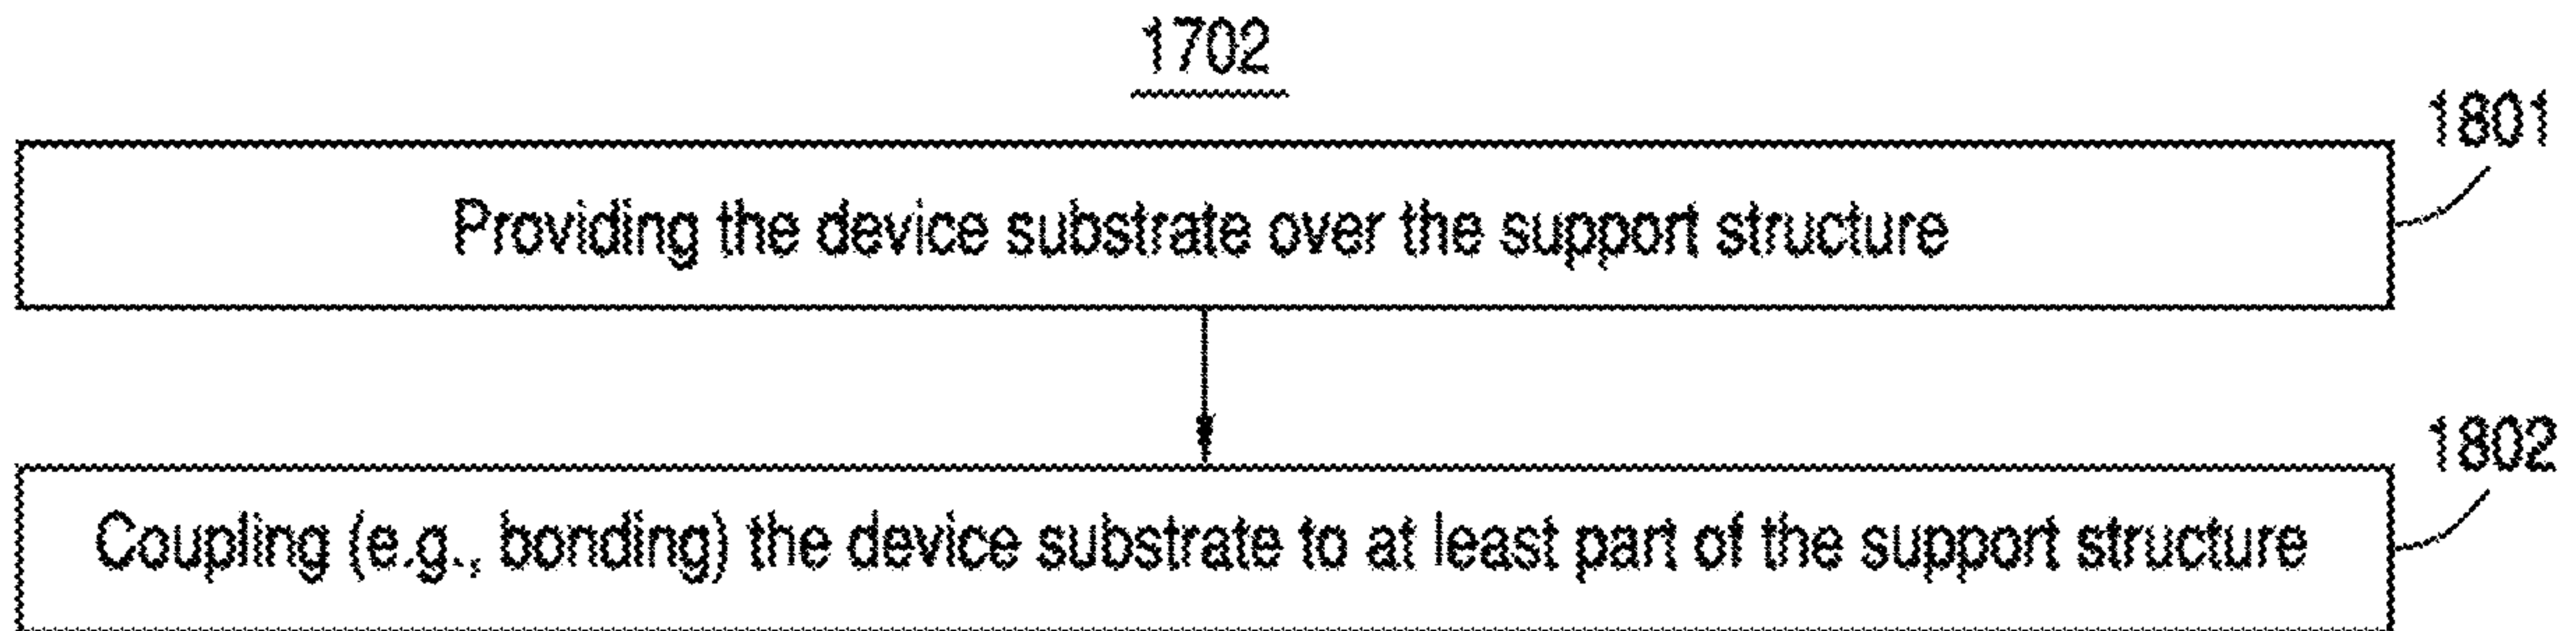 1702
1801
Providing the device substrate over the support structure
1802
Coupling (e.g., bonding) the device substrate to at least part of the support structure